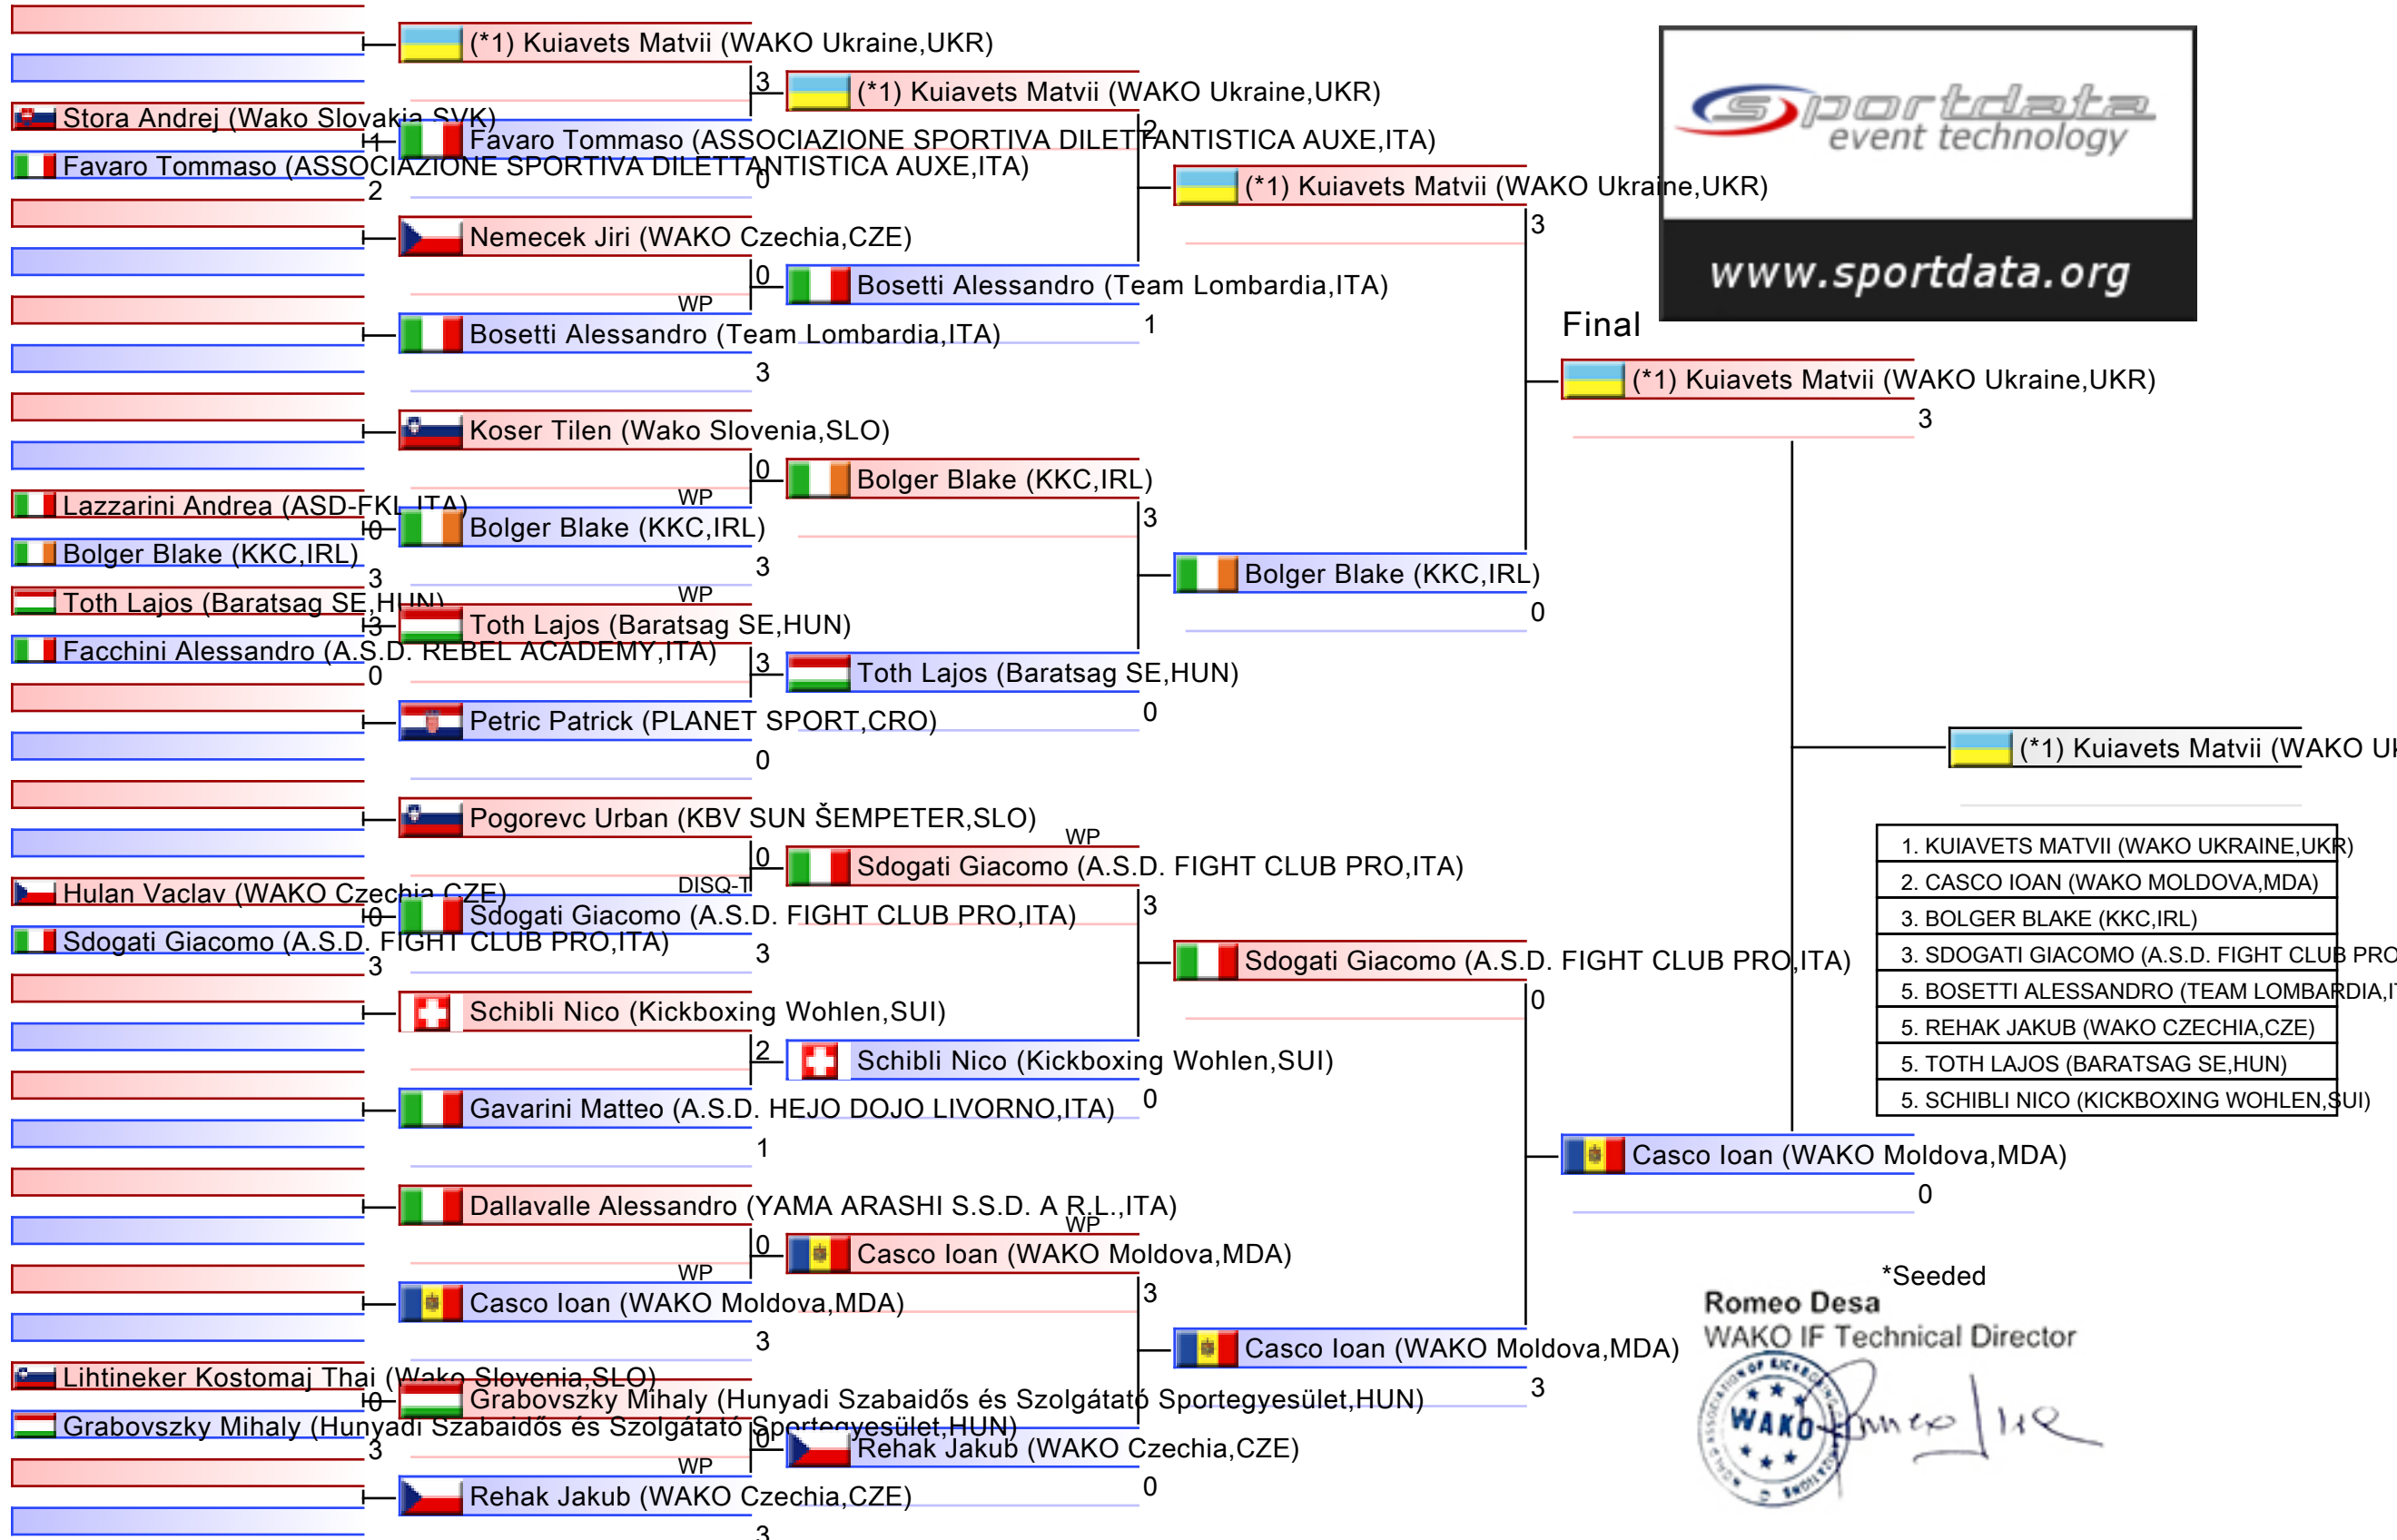 Stora Andrej (Wako Slovakia,SVK)
1
Favaro Tommaso (ASSOCIAZIONE SPORTIVA DILETTANTISTICA AUXE,ITA)
2
Lazzarini Andrea (ASD-FKL,ITA)
0
Bolger Blake (KKC,IRL)
3
Toth Lajos (Baratsag SE,HUN)
3
Facchini Alessandro (A.S.D. REBEL ACADEMY,ITA)
0
Hulan Vaclav (WAKO Czechia,CZE)
0
Sdogati Giacomo (A.S.D. FIGHT CLUB PRO,ITA)
3
Lihtineker Kostomaj Thai (Wako Slovenia,SLO)
0
Grabovszky Mihaly (Hunyadi Szabaidős és Szolgátató Sportegyesület,HUN)
3
(*1) Kuiavets Matvii (WAKO Ukraine,UKR)
3
Favaro Tommaso (ASSOCIAZIONE SPORTIVA DILETTANTISTICA AUXE,ITA)
0
Nemecek Jiri (WAKO Czechia,CZE)
0
WP
Bosetti Alessandro (Team Lombardia,ITA)
3
Koser Tilen (Wako Slovenia,SLO)
0
WP
Bolger Blake (KKC,IRL)
3
WP
Toth Lajos (Baratsag SE,HUN)
3
Petric Patrick (PLANET SPORT,CRO)
0
Pogorevc Urban (KBV SUN ŠEMPETER,SLO)
0
DISQ-T
Sdogati Giacomo (A.S.D. FIGHT CLUB PRO,ITA)
3
Schibli Nico (Kickboxing Wohlen,SUI)
2
Gavarini Matteo (A.S.D. HEJO DOJO LIVORNO,ITA)
1
Dallavalle Alessandro (YAMA ARASHI S.S.D. A R.L.,ITA)
0
WP
Casco Ioan (WAKO Moldova,MDA)
3
Grabovszky Mihaly (Hunyadi Szabaidős és Szolgátató Sportegyesület,HUN)
0
WP
Rehak Jakub (WAKO Czechia,CZE)
3
(*1) Kuiavets Matvii (WAKO Ukraine,UKR)
2
Bosetti Alessandro (Team Lombardia,ITA)
1
Bolger Blake (KKC,IRL)
3
Toth Lajos (Baratsag SE,HUN)
0
WP
Sdogati Giacomo (A.S.D. FIGHT CLUB PRO,ITA)
3
Schibli Nico (Kickboxing Wohlen,SUI)
0
WP
Casco Ioan (WAKO Moldova,MDA)
3
Rehak Jakub (WAKO Czechia,CZE)
0
(*1) Kuiavets Matvii (WAKO Ukraine,UKR)
3
Bolger Blake (KKC,IRL)
0
Sdogati Giacomo (A.S.D. FIGHT CLUB PRO,ITA)
0
Casco Ioan (WAKO Moldova,MDA)
3
Final
(*1) Kuiavets Matvii (WAKO Ukraine,UKR)
3
Casco Ioan (WAKO Moldova,MDA)
0
sportdata
event technology
www.sportdata.org
(*1) Kuiavets Matvii (WAKO UK
1. KUIAVETS MATVII (WAKO UKRAINE,UKR)
2. CASCO IOAN (WAKO MOLDOVA,MDA)
3. BOLGER BLAKE (KKC,IRL)
3. SDOGATI GIACOMO (A.S.D. FIGHT CLUB PRO
5. BOSETTI ALESSANDRO (TEAM LOMBARDIA,IT
5. REHAK JAKUB (WAKO CZECHIA,CZE)
5. TOTH LAJOS (BARATSAG SE,HUN)
5. SCHIBLI NICO (KICKBOXING WOHLEN,SUI)
*Seeded
Romeo Desa
WAKO IF Technical Director
WAKO